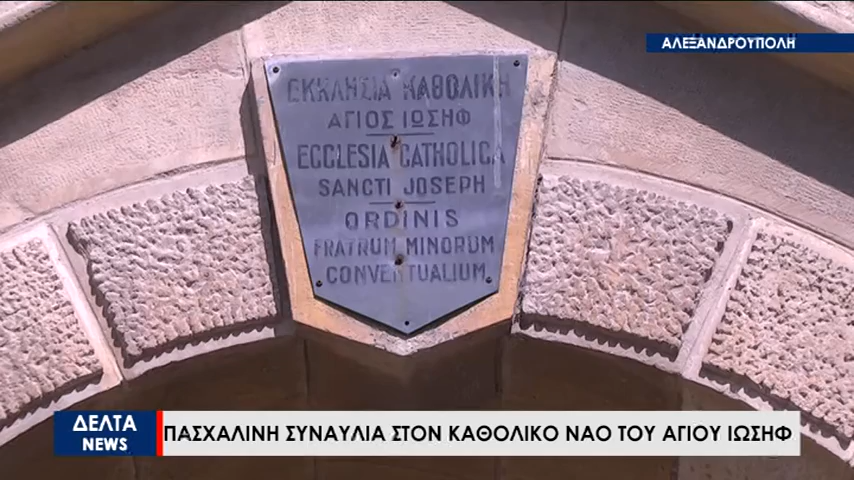 ΑΛΕΞΑΝΔΡΟΥΠΟΛΗ
ΕΚΚΛΗΣΙΑ ΚΑΘΟΛΙΚΗ
ΑΓΙΟΣ ΙΩΣΗΦ
ECCLESIA CATHOLICA
SANCTI JOSEPH
ORDINIS
FRATRUM MINORUM
CONVENTUALIUM
ΔΕΛΤΑ
NEWS
ΠΑΣΧΑΛΙΝΗ ΣΥΝΑΥΛΙΑ ΣΤΟΝ ΚΑΘΟΛΙΚΟ ΝΑΟ ΤΟΥ ΑΓΙΟΥ ΙΩΣΗΦ